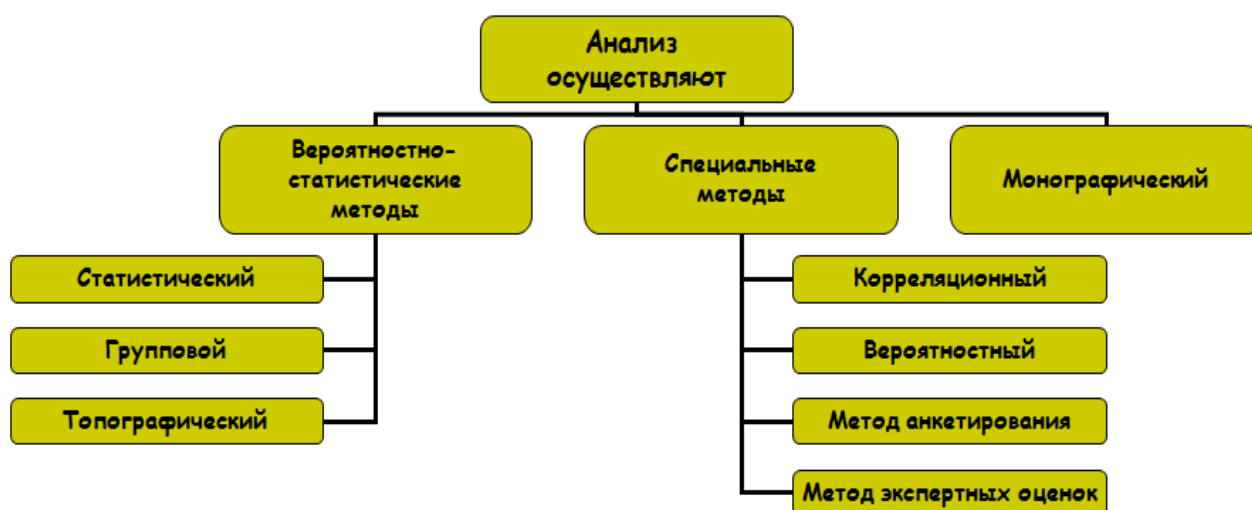 Анализ
осуществляют
Вероятностно-
статистические
методы
Специальные
методы
Монографический
Статистический
Групповой
Топографический
Корреляционный
Вероятностный
Метод анкетирования
Метод экспертных оценок